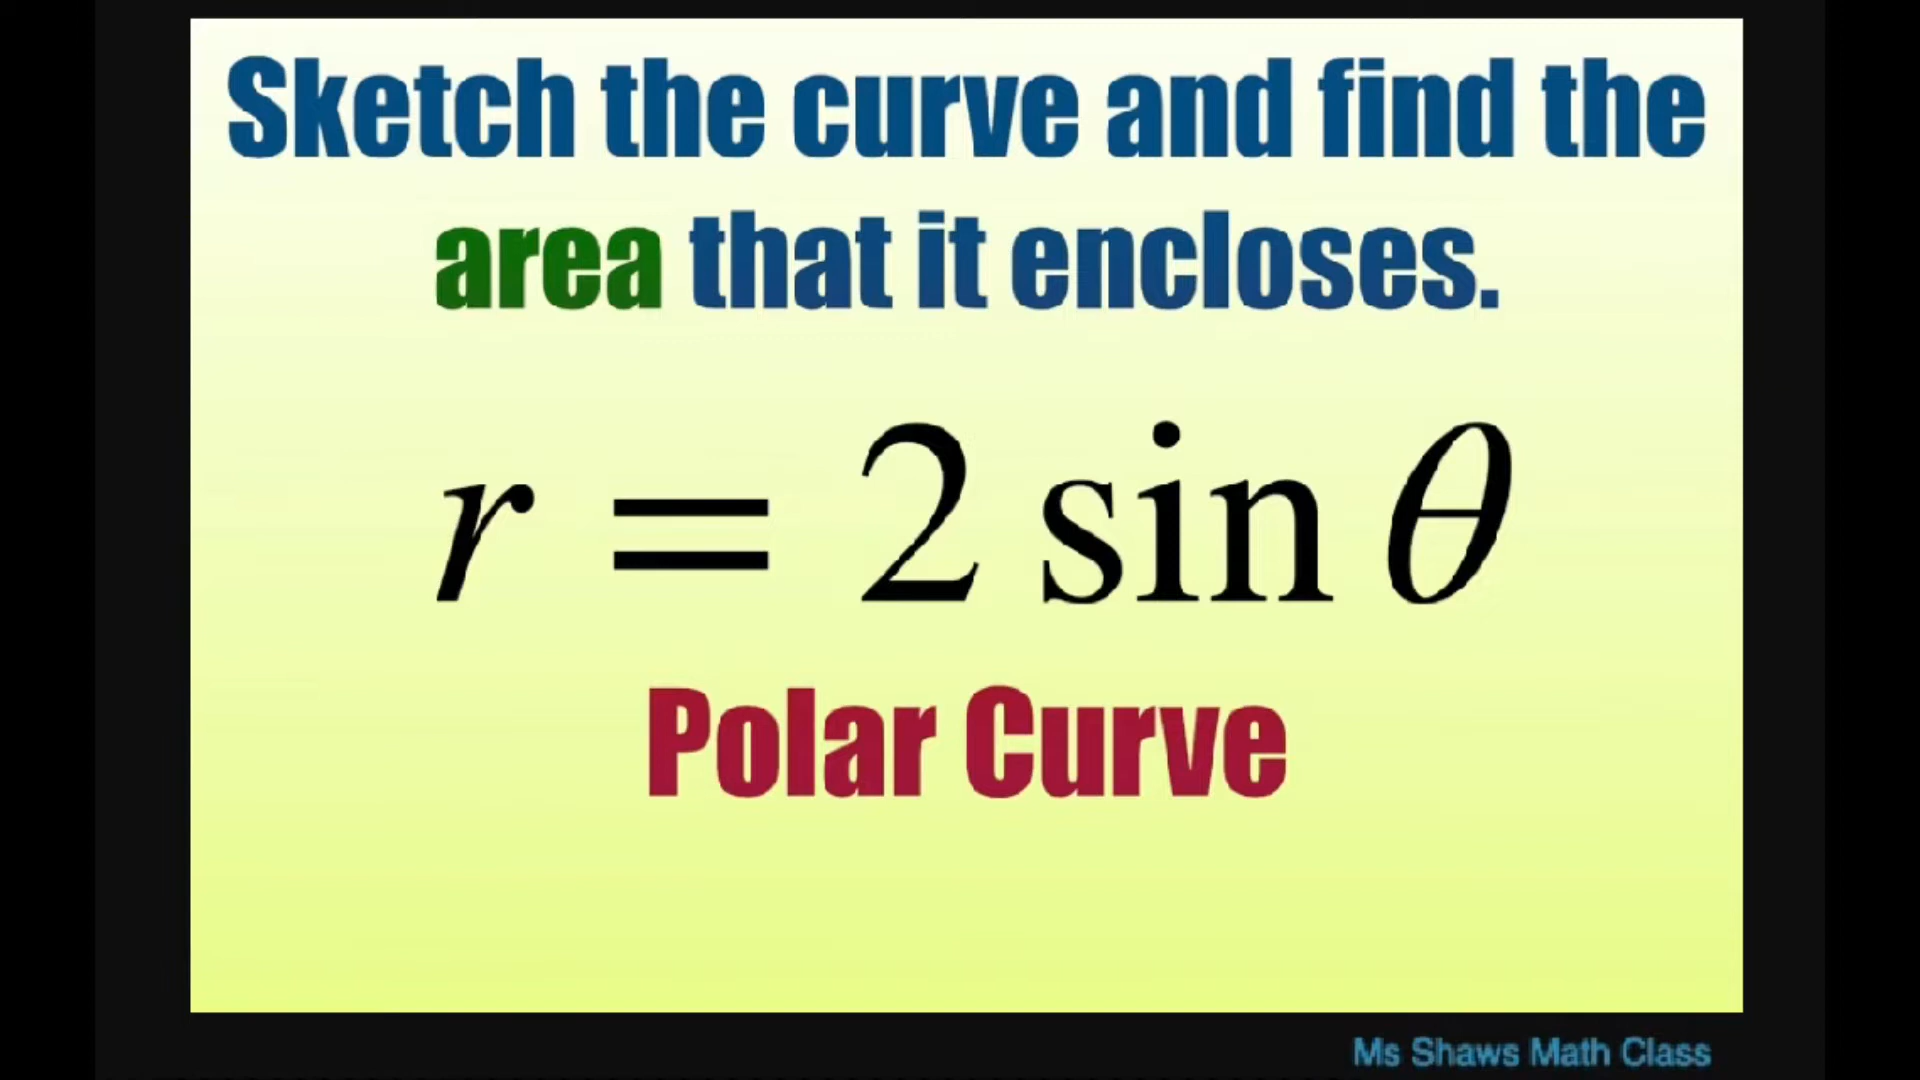 Sketch the curve and find the
area that it encloses.
r = 2 sin θ
Polar Curve
Ms Shaws Math Class